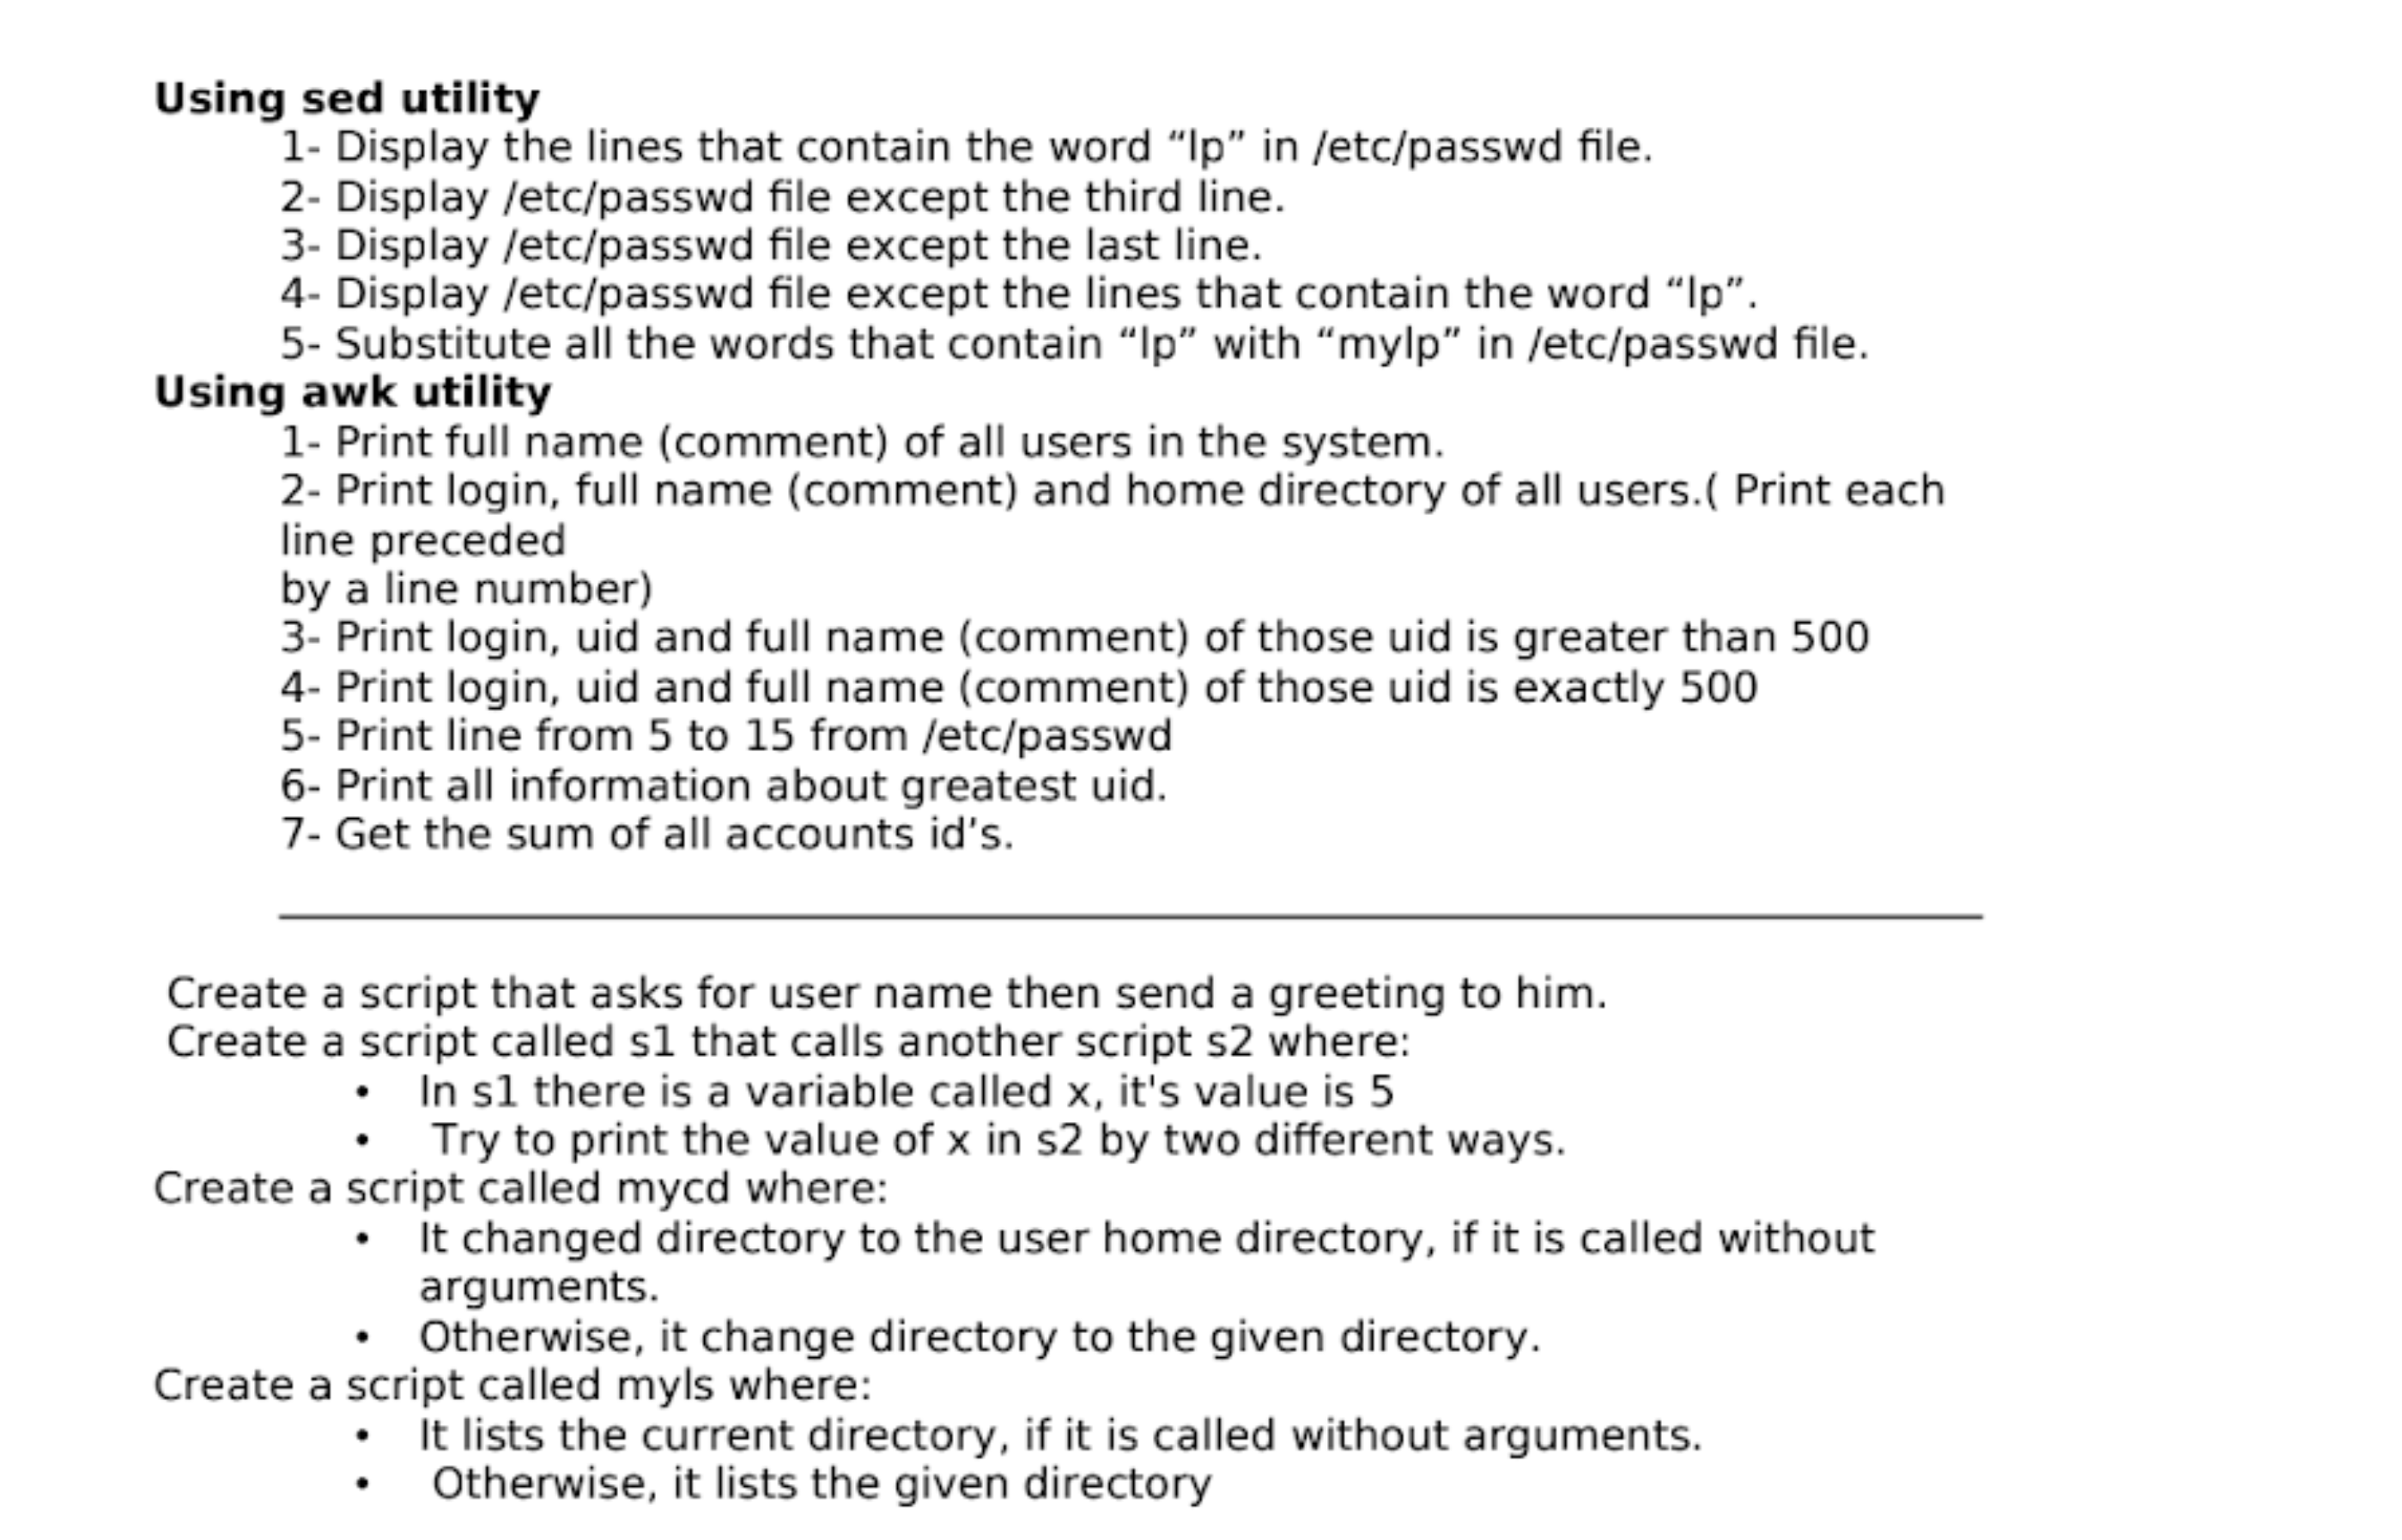 Using sed utility
1- Display the lines that contain the word “lp” in /etc/passwd file.
2- Display /etc/passwd file except the third line.
3- Display /etc/passwd file except the last line.
4- Display /etc/passwd file except the lines that contain the word “lp”.
5- Substitute all the words that contain “lp” with “mylp” in /etc/passwd file.
Using awk utility
1- Print full name (comment) of all users in the system.
2- Print login, full name (comment) and home directory of all users.( Print each
line preceded
by a line number)
3- Print login, uid and full name (comment) of those uid is greater than 500
4- Print login, uid and full name (comment) of those uid is exactly 500
5- Print line from 5 to 15 from /etc/passwd
6- Print all information about greatest uid.
7- Get the sum of all accounts id’s.
Create a script that asks for user name then send a greeting to him.
Create a script called s1 that calls another script s2 where:
• In s1 there is a variable called x, it's value is 5
• Try to print the value of x in s2 by two different ways.
Create a script called mycd where:
• It changed directory to the user home directory, if it is called without
arguments.
• Otherwise, it change directory to the given directory.
Create a script called myls where:
• It lists the current directory, if it is called without arguments.
• Otherwise, it lists the given directory